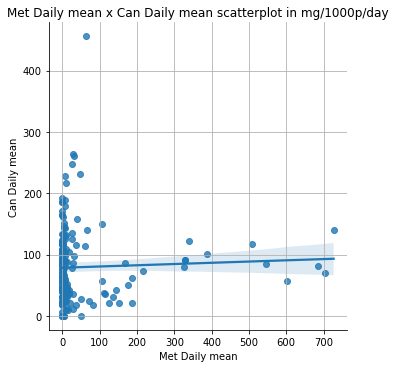 Met Daily mean x Can Daily mean scatterplot in mg/1000p/day
400
300
200
100
0
Can Daily mean
0 100 200 300 400 500 600 700
Met Daily mean